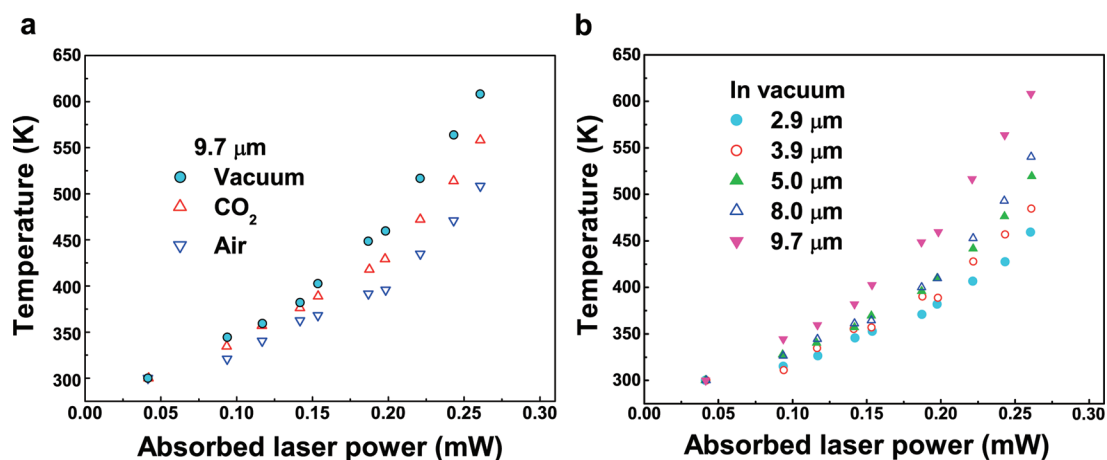 a
650
600
550
500
450
400
350
300
0.00 0.05 0.10 0.15 0.20 0.25 0.30
Temperature (K)
Absorbed laser power (mW)
9.7 μm
Vacuum
CO₂
Air
b
650
600
550
500
450
400
350
300
0.00 0.05 0.10 0.15 0.20 0.25 0.30
Temperature (K)
Absorbed laser power (mW)
In vacuum
2.9 μm
3.9 μm
5.0 μm
8.0 μm
9.7 μm